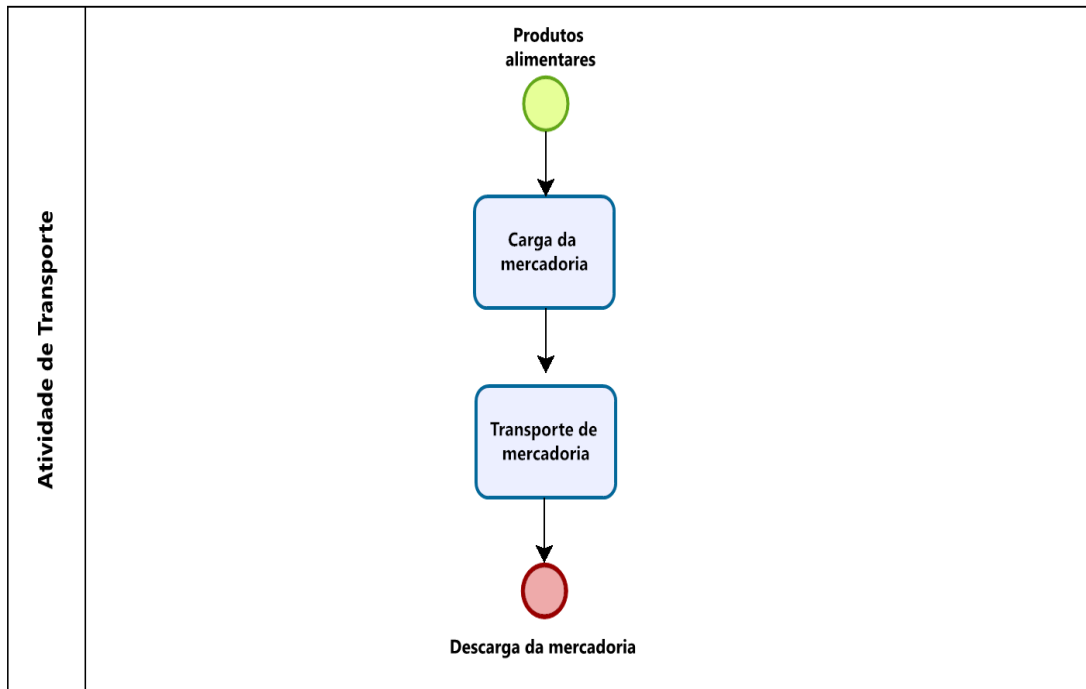 Atividade de Transporte
Produtos
alimentares
Carga da
mercadoria
Transporte de
mercadoria
Descarga da mercadoria